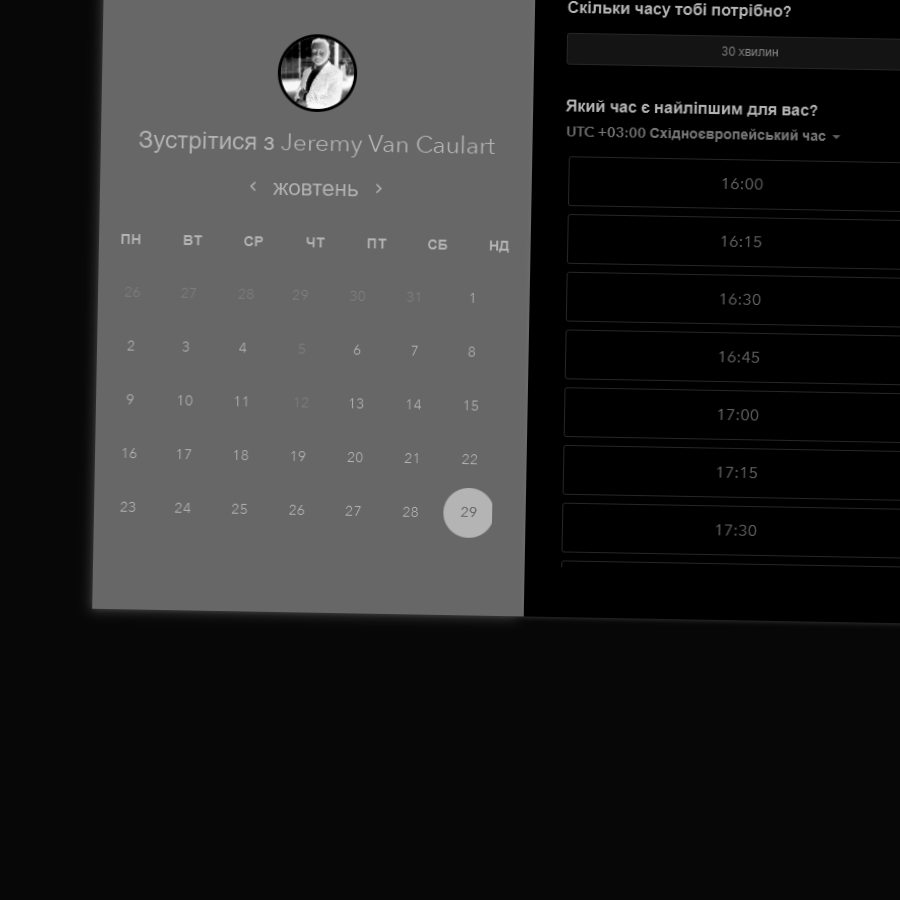 Зустрітися з Jeremy Van Caulart
жовтень
ПН ВТ СР ЧТ ПТ СБ НД
26 27 28 29 30 31 1
2 3 4 5 6 7 8
9 10 11 12 13 14 15
16 17 18 19 20 21 22
23 24 25 26 27 28 29
Скільки часу тобі потрібно?
30 хвилин
Який час є найліпшим для вас?
UTC +03:00 Східноєвропейський час
16:00
16:15
16:30
16:45
17:00
17:15
17:30